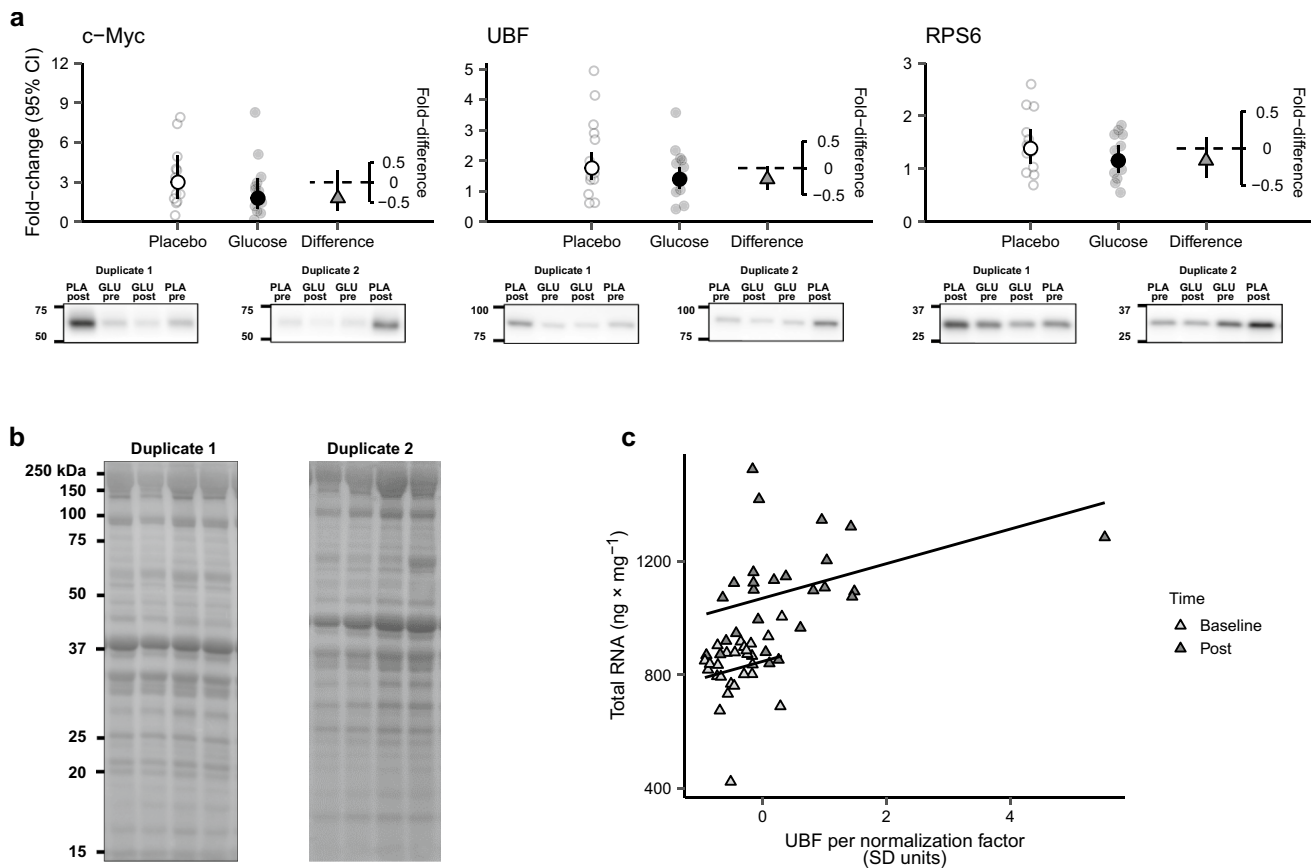 a
c−Myc
Fold−change (95% CI)
12
9
6
3
0
Placebo Glucose Difference
0.5
0
−0.5
Fold−difference
UBF
5
4
3
2
1
0
Placebo Glucose Difference
0.5
0
−0.5
Fold−difference
RPS6
3
2
1
0
Placebo Glucose Difference
0.5
0
−0.5
Fold−difference
Duplicate 1
PLA GLU GLU PLA
post pre post pre
75
50
Duplicate 2
PLA GLU GLU PLA
pre post pre post
75
50
Duplicate 1
PLA GLU GLU PLA
post pre post pre
100
75
Duplicate 2
PLA GLU GLU PLA
pre post pre post
100
75
Duplicate 1
PLA GLU GLU PLA
post pre post pre
37
25
Duplicate 2
PLA GLU GLU PLA
pre post pre post
37
25
b
Duplicate 1
Duplicate 2
250 kDa
150
100
75
50
37
25
20
15
c
Total RNA (ng × mg⁻¹)
1200
800
400
0 2 4
UBF per normalization factor
(SD units)
Time
Baseline
Post